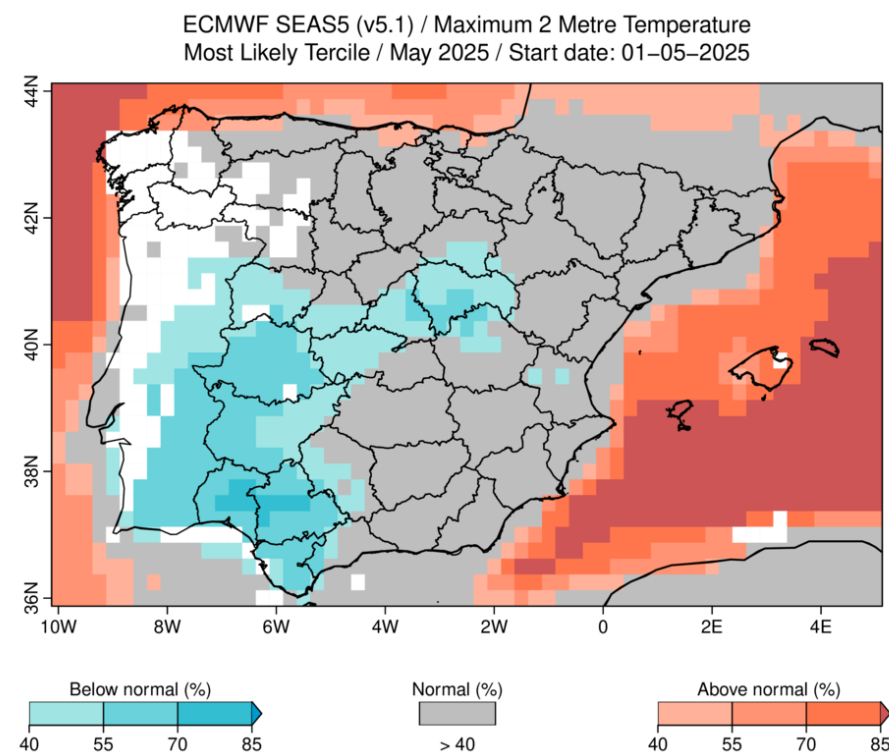 ECMWF SEAS5 (v5.1) / Maximum 2 Metre Temperature
Most Likely Tercile / May 2025 / Start date: 01−05−2025
44N
42N
40N
38N
36N
10W 8W 6W 4W 2W 0 2E 4E
Below normal (%) Normal (%) Above normal (%)
40 55 70 85 > 40 40 55 70 85